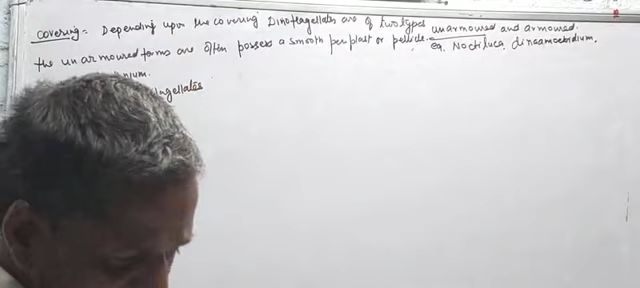 covering = Depending upon the covering Dinoflagellates are of two types unarmoured and armoured.
the unarmoured forms are often possess a smooth periplast or pellicle. eg. Noctiluca, dinamoebidium,
nium.
lagellates